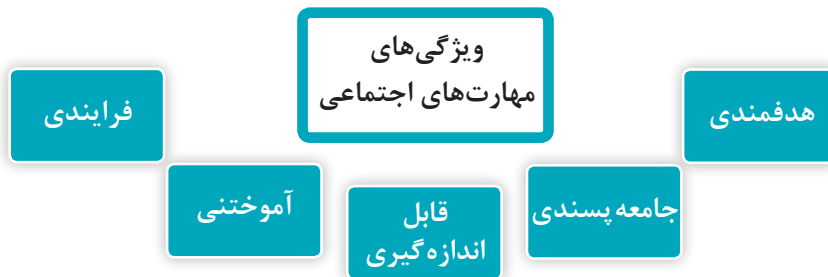 ویژگی‌های
مهارت‌های اجتماعی
هدفمندی
جامعه پسندی
قابل
اندازه‌گیری
آموختنی
فرایندی